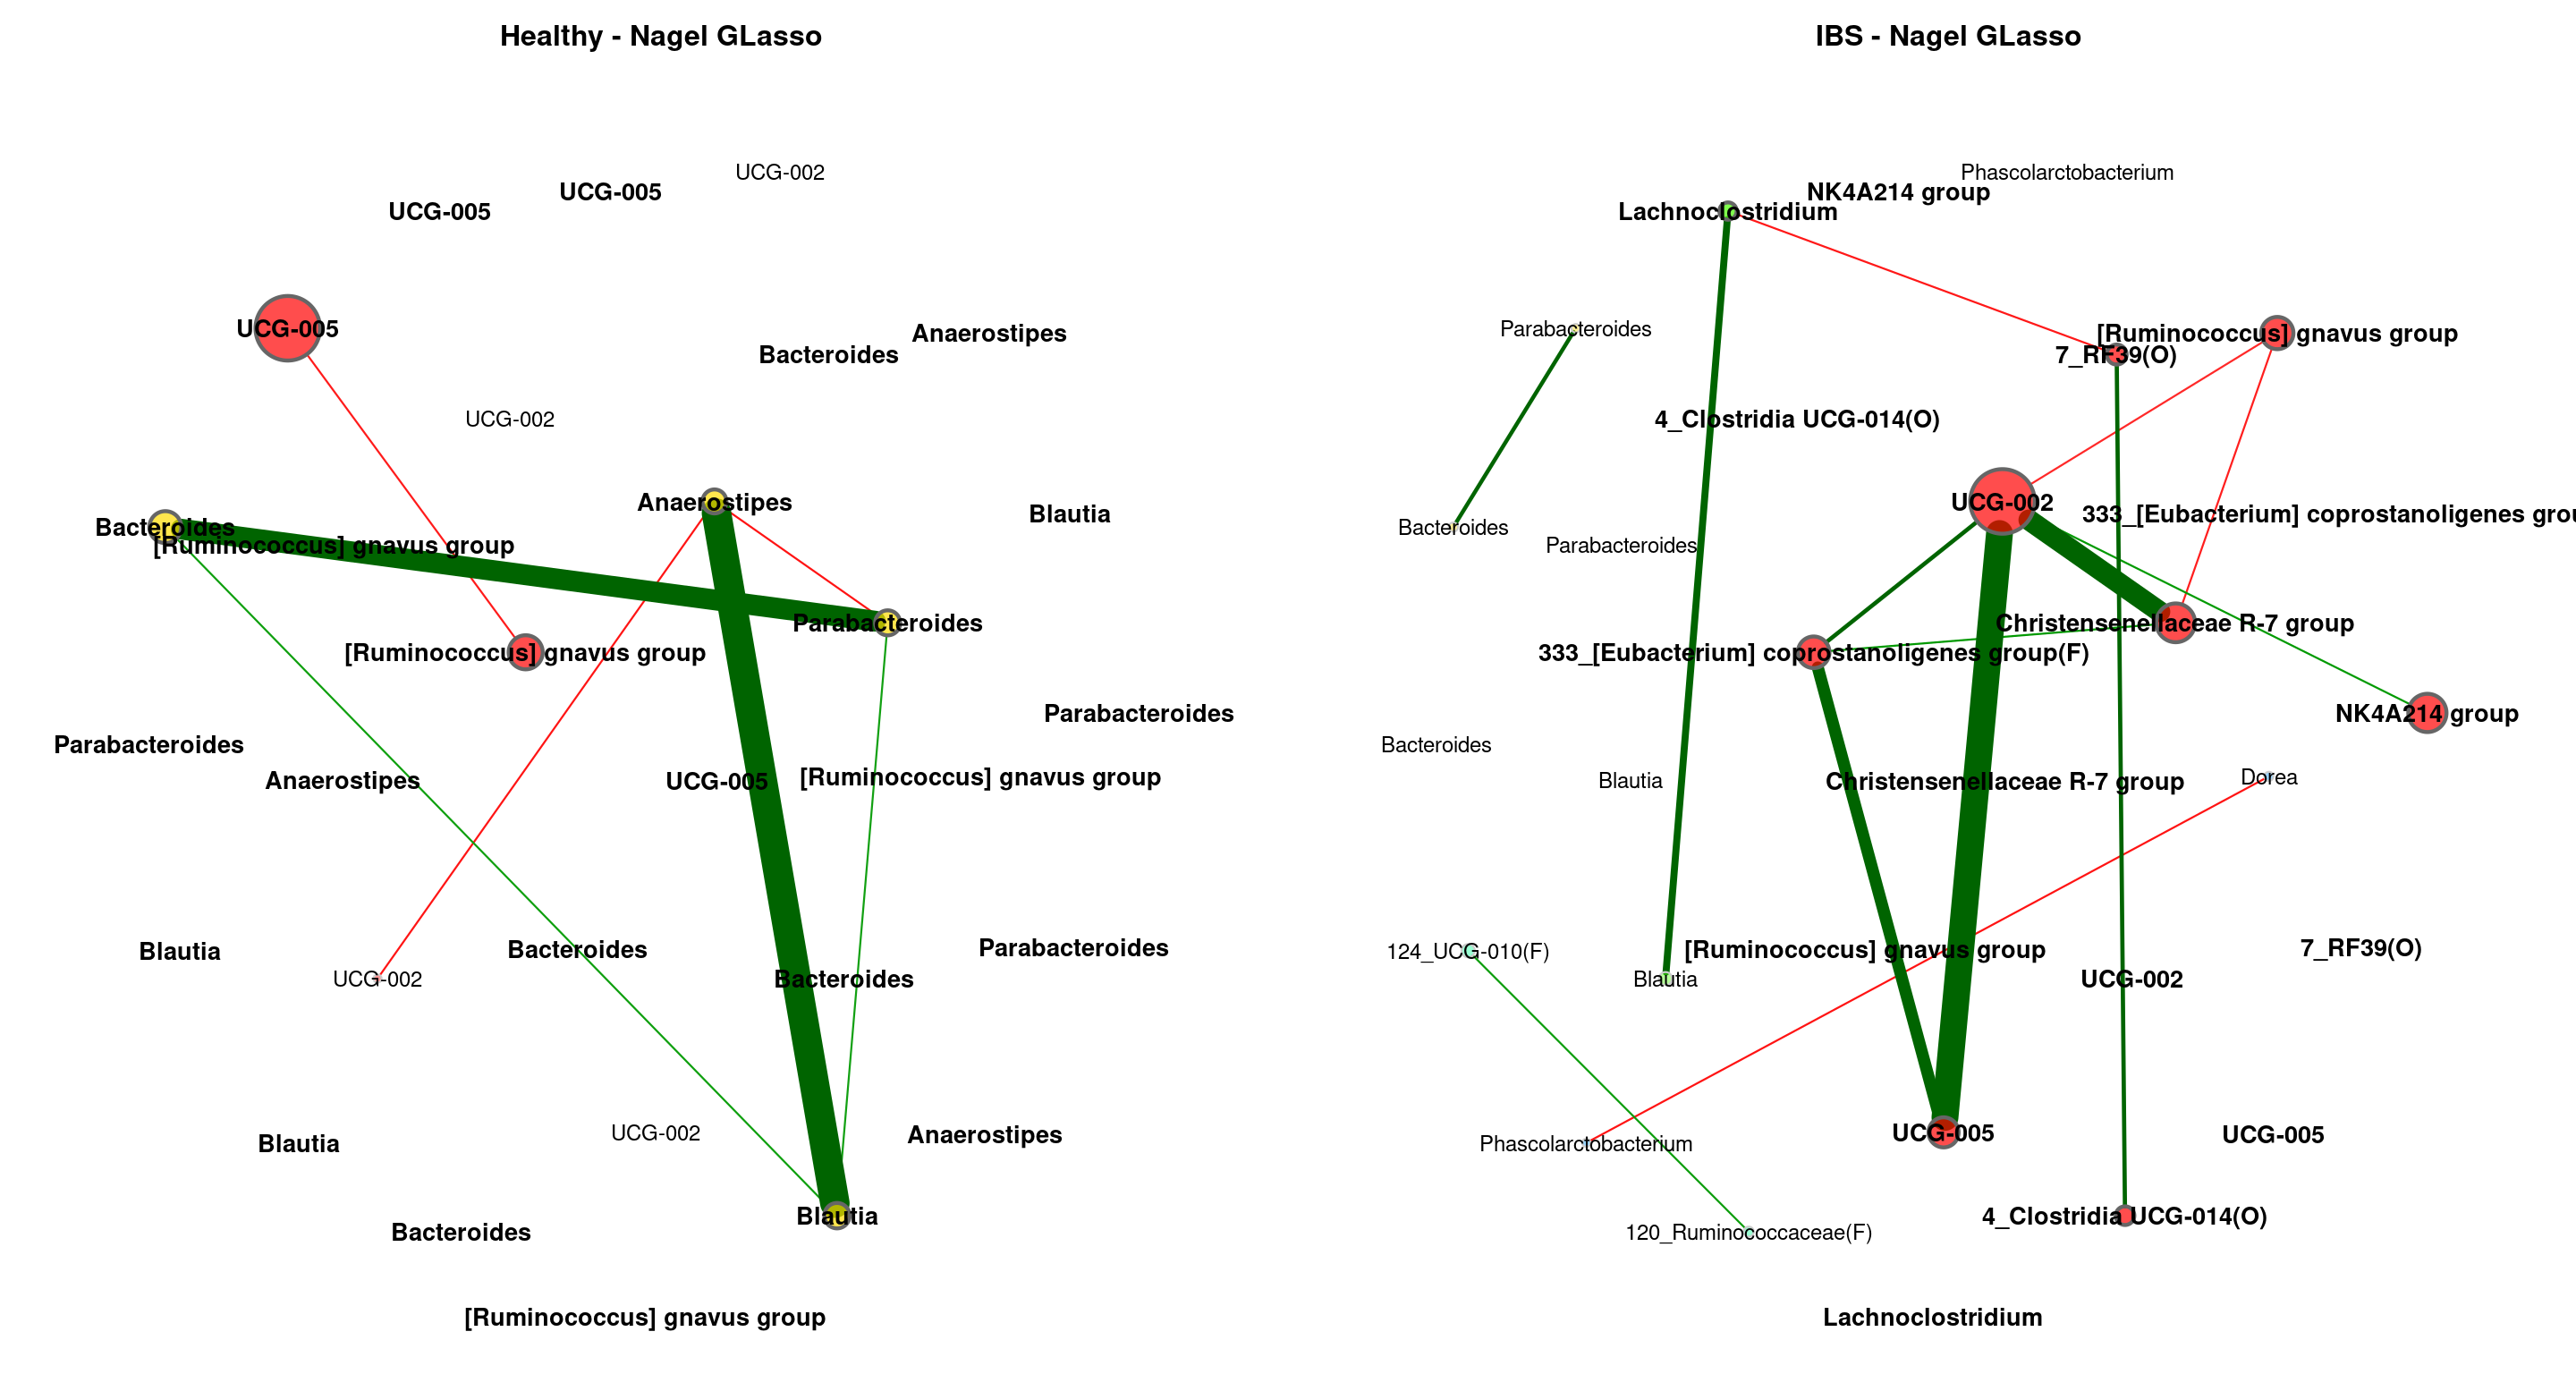 Healthy - Nagel GLasso
UCG-002
UCG-005
UCG-005
UCG-005
Anaerostipes
Bacteroides
UCG-002
Anaerostipes
Blautia
Bacteroides
[Ruminococcus] gnavus group
Parabacteroides
[Ruminococcus] gnavus group
Parabacteroides
Parabacteroides
Anaerostipes
UCG-005
[Ruminococcus] gnavus group
Blautia
Bacteroides
Parabacteroides
UCG-002
Bacteroides
Blautia
UCG-002
Anaerostipes
Blautia
Bacteroides
[Ruminococcus] gnavus group
IBS - Nagel GLasso
Phascolarctobacterium
NK4A214 group
Lachnoclostridium
Parabacteroides
[Ruminococcus] gnavus group
7_RF39(O)
4_Clostridia UCG-014(O)
UCG-002
333_[Eubacterium] coprostanoligenes grou
Bacteroides
Parabacteroides
Christensenellaceae R-7 group
333_[Eubacterium] coprostanoligenes group(F)
NK4A214 group
Bacteroides
Blautia
Christensenellaceae R-7 group
Dorea
124_UCG-010(F)
[Ruminococcus] gnavus group
7_RF39(O)
Blautia
UCG-002
Phascolarctobacterium
UCG-005
UCG-005
4_Clostridia UCG-014(O)
120_Ruminococcaceae(F)
Lachnoclostridium